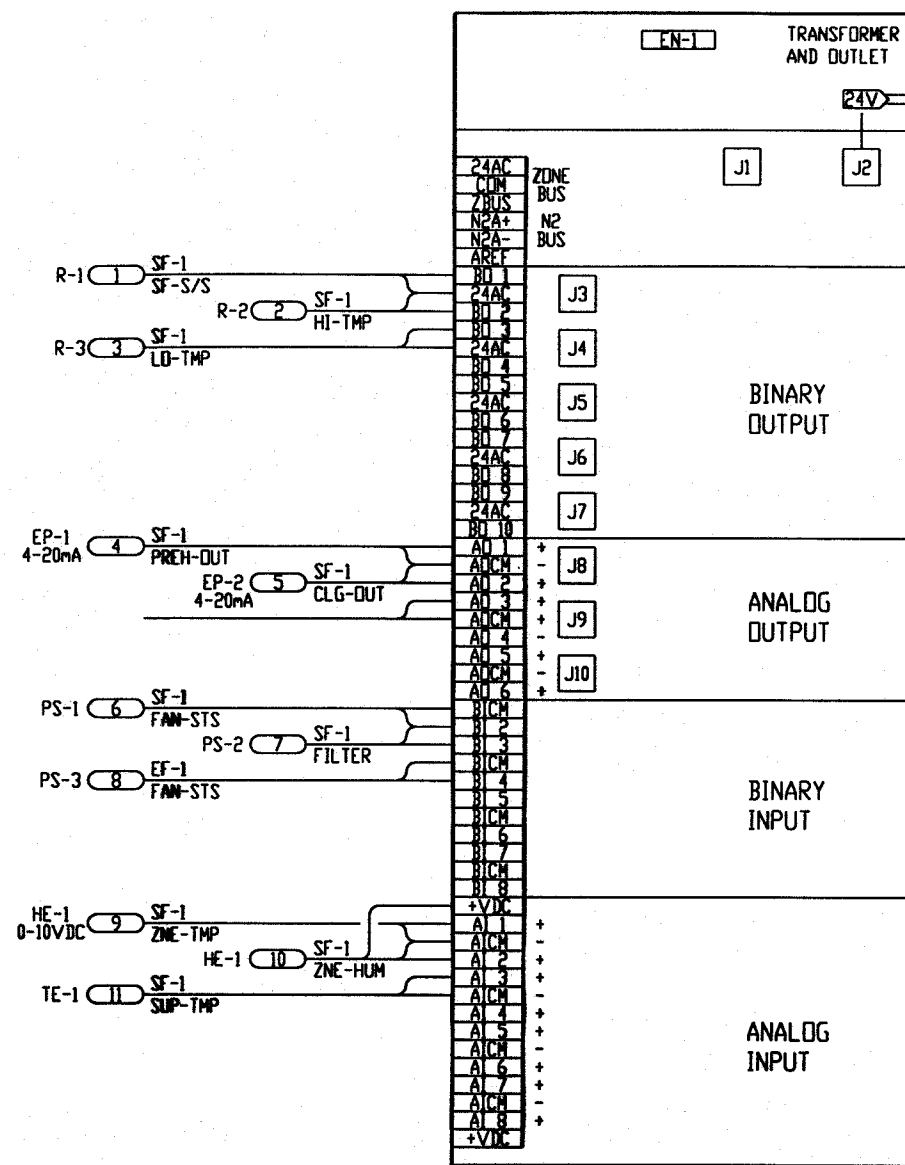 EN-1
TRANSFORMER
AND OUTLET
24V
J1
J2
24AC
COM
ZBUS
ZONE
BUS
N2A+
N2A-
N2
BUS
AREF
R-1 1 SF-1
SF-S/S
BO 1
24AC
J3
R-2 2 SF-1
HI-TMP
BO 2
BO 3
R-3 3 SF-1
LO-TMP
24AC
J4
BO 4
BO 5
24AC
J5
BINARY
OUTPUT
BO 6
BO 7
24AC
J6
BO 8
BO 9
24AC
J7
BO 10
EP-1
4-20mA
4 SF-1
PREH-OUT
AO 1 +
AOCM -
J8
EP-2
4-20mA
5 SF-1
CLG-OUT
AO 2 +
AO 3 +
AOCM +
J9
ANALOG
OUTPUT
AO 4 -
AO 5 +
AOCM -
J10
AO 6 +
PS-1 6 SF-1
FAN-STS
BICM
BI 2
PS-2 7 SF-1
FILTER
BI 3
BICM
PS-3 8 EF-1
FAN-STS
BI 4
BI 5
BINARY
INPUT
BICM
BI 6
BI 7
BICM
BI 8
+VDC
HE-1
0-10VDC
9 SF-1
ZNE-TMP
AI 1 +
AICM -
HE-1 10 SF-1
ZNE-HUM
AI 2 +
AI 3 +
TE-1 11 SF-1
SUP-TMP
AICM -
AI 4 +
AI 5 +
ANALOG
INPUT
AICM -
AI 6 +
AI 7 +
AICM -
AI 8 +
+VDC